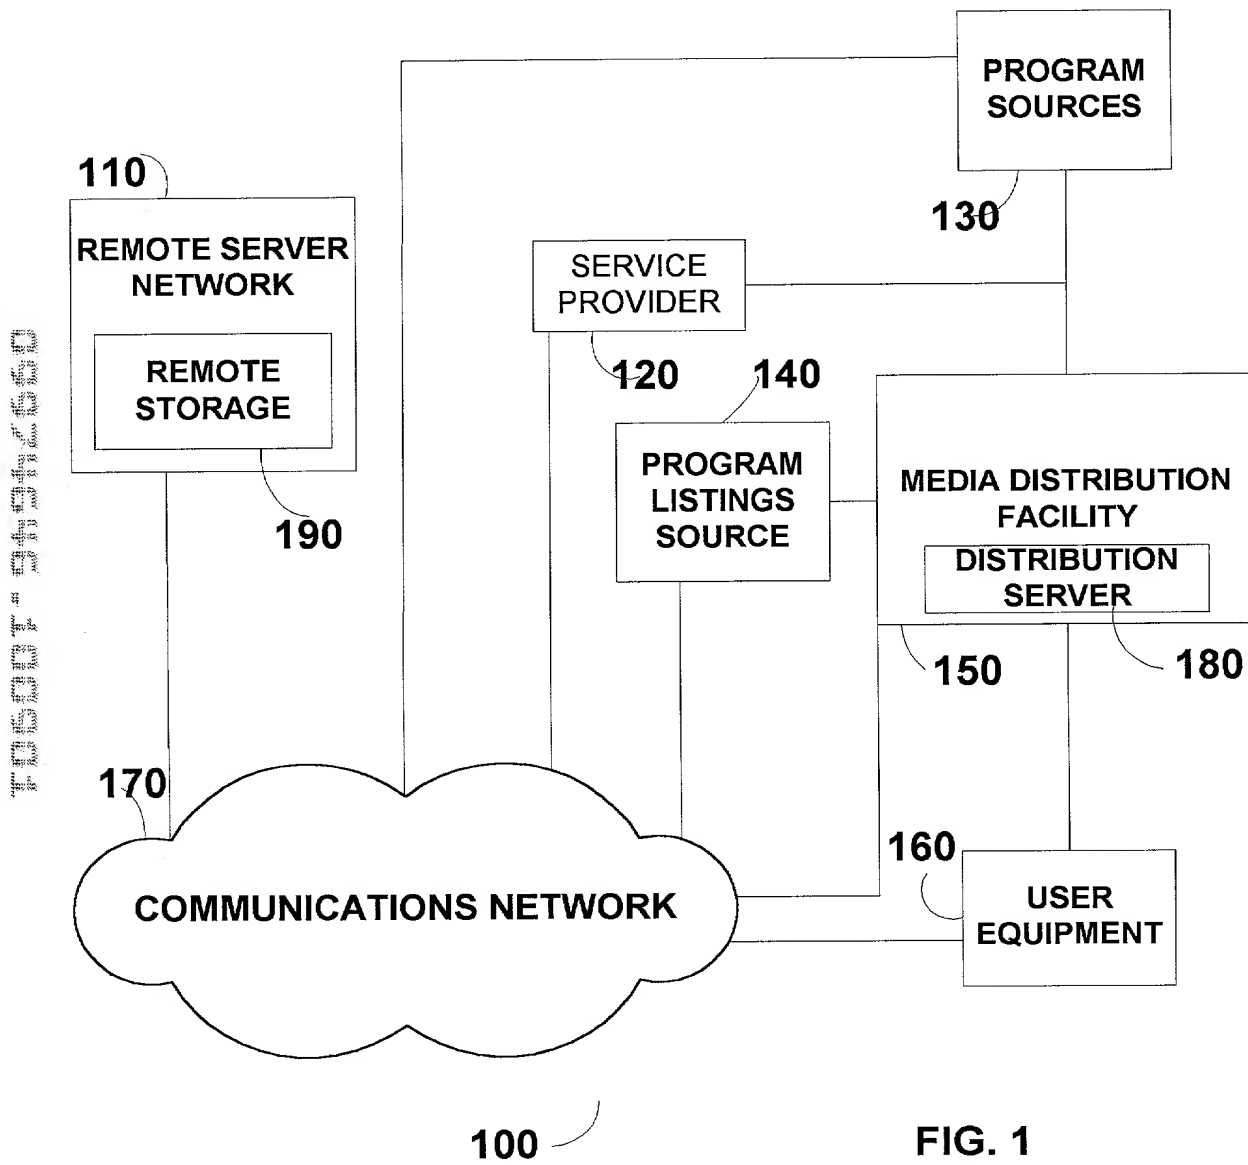 PROGRAM
SOURCES
110
130
REMOTE SERVER
NETWORK
SERVICE
PROVIDER
REMOTE
STORAGE
120
140
PROGRAM
LISTINGS
SOURCE
MEDIA DISTRIBUTION
FACILITY
190
DISTRIBUTION
SERVER
150
180
170
160
COMMUNICATIONS NETWORK
USER
EQUIPMENT
100
FIG. 1